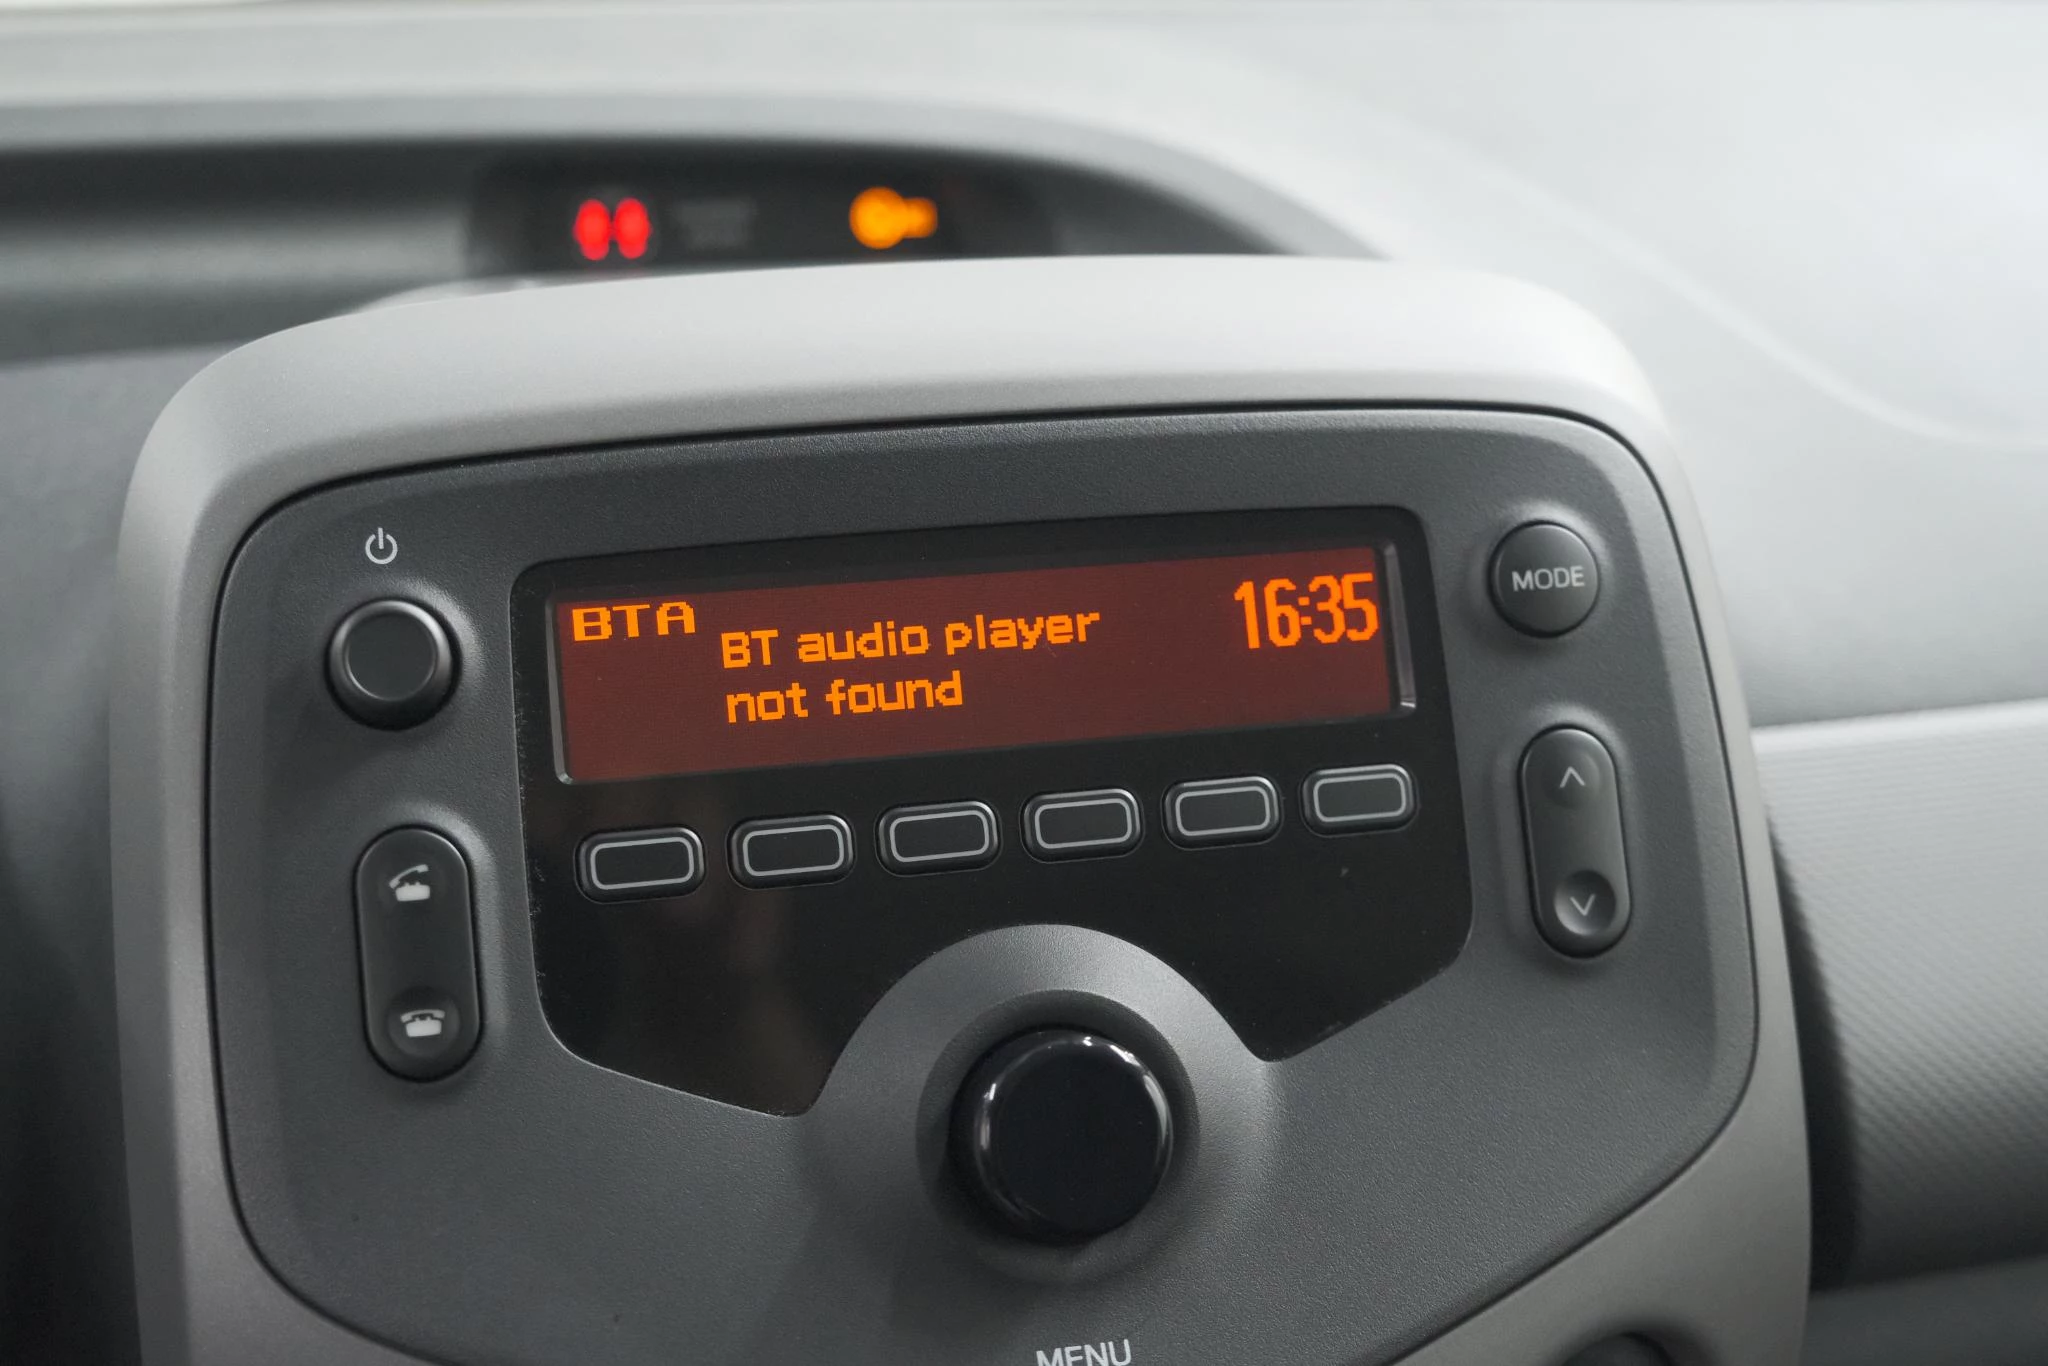 BTA
BT audio player
not found
16:35
MODE
MENU